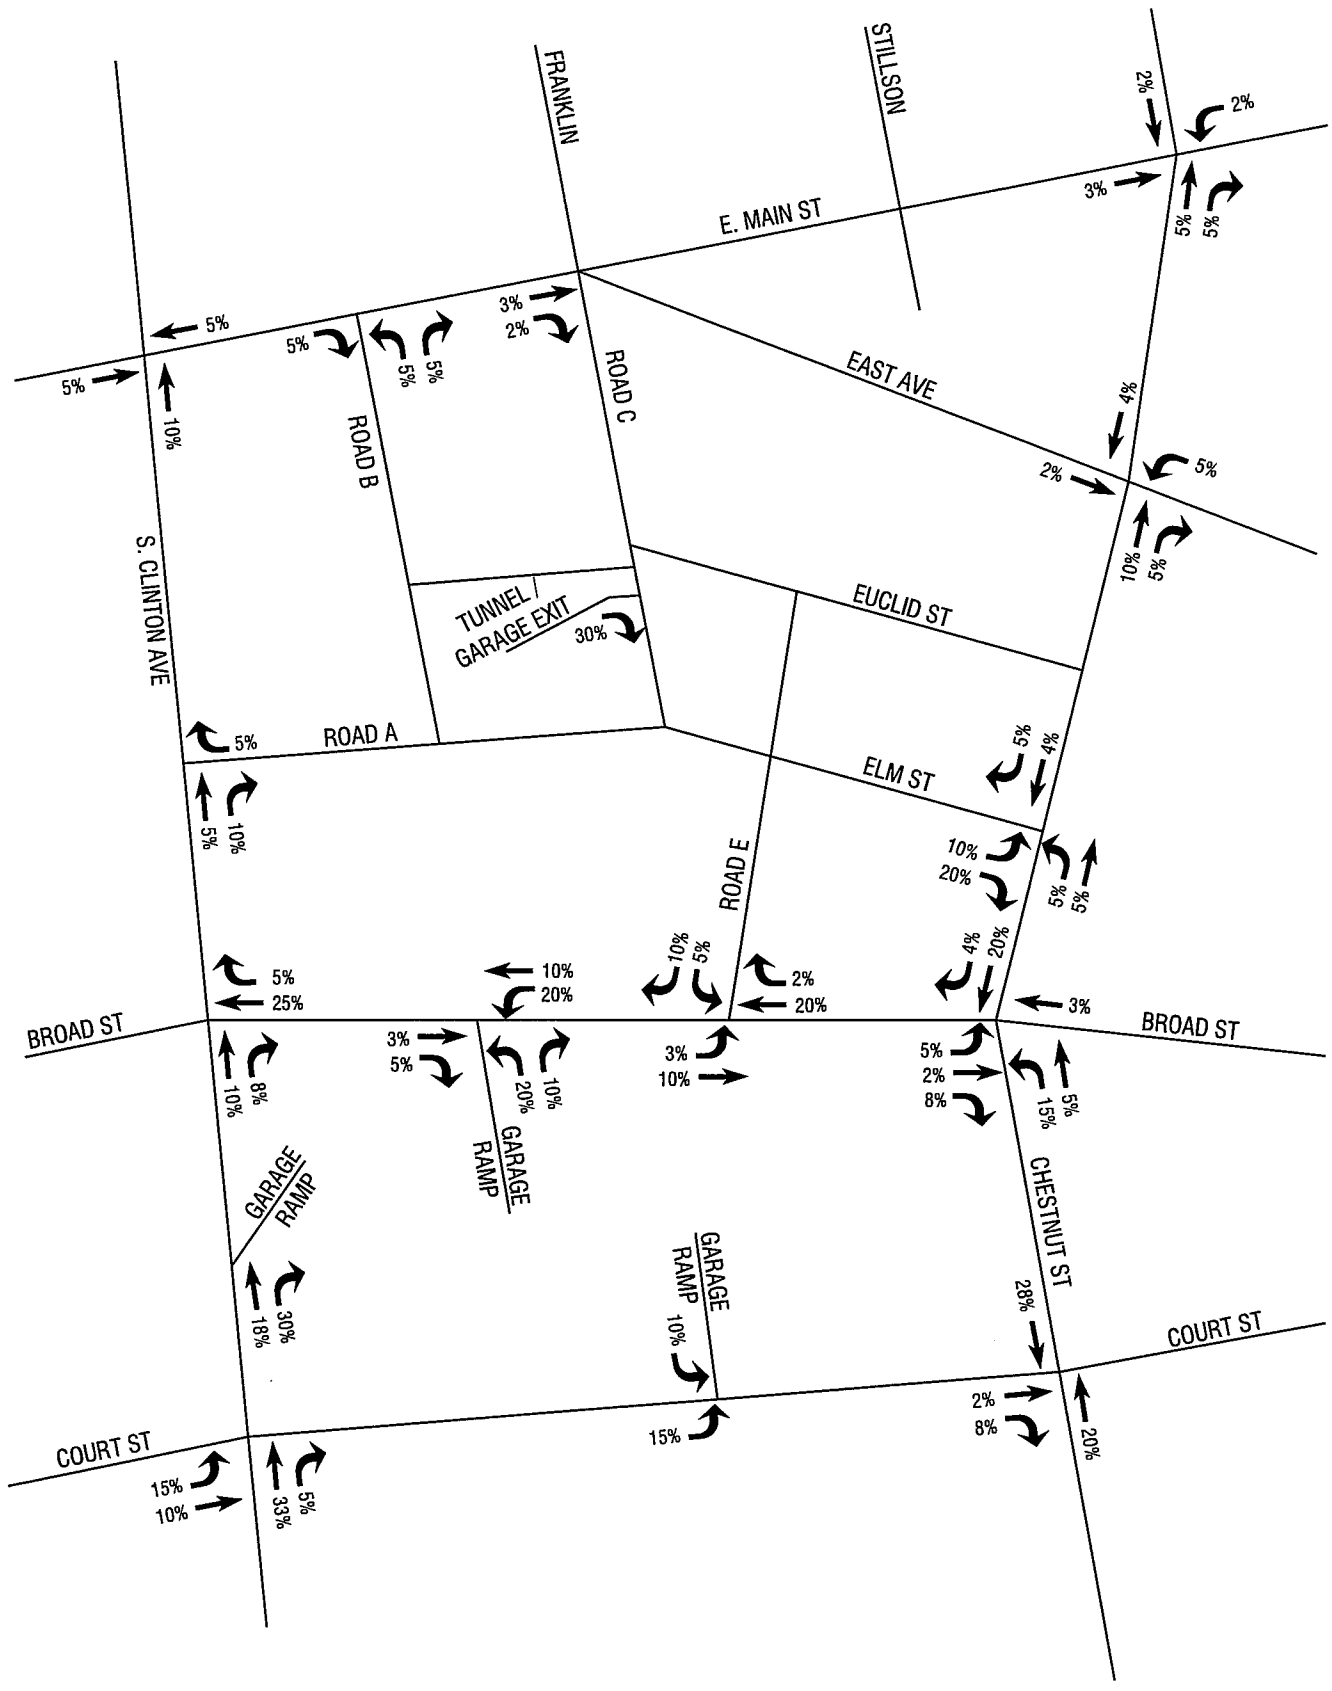 FRANKLIN
STILLSON
2%
2%
3%
5%
5%
E. MAIN ST
5%
5%
10%
5%
5%
5%
3%
2%
ROAD C
EAST AVE
4%
5%
2%
10%
5%
ROAD B
S. CLINTON AVE
TUNNEL
GARAGE EXIT
30%
EUCLID ST
5%
ROAD A
5%
10%
ELM ST
5%
4%
10%
20%
5%
5%
ROAD E
5%
25%
10%
20%
10%
5%
2%
20%
4%
20%
3%
BROAD ST
BROAD ST
10%
8%
3%
5%
20%
10%
3%
10%
5%
2%
8%
15%
5%
GARAGE
RAMP
GARAGE
RAMP
CHESTNUT ST
18%
30%
GARAGE
RAMP
10%
28%
COURT ST
15%
2%
8%
20%
COURT ST
15%
10%
33%
5%